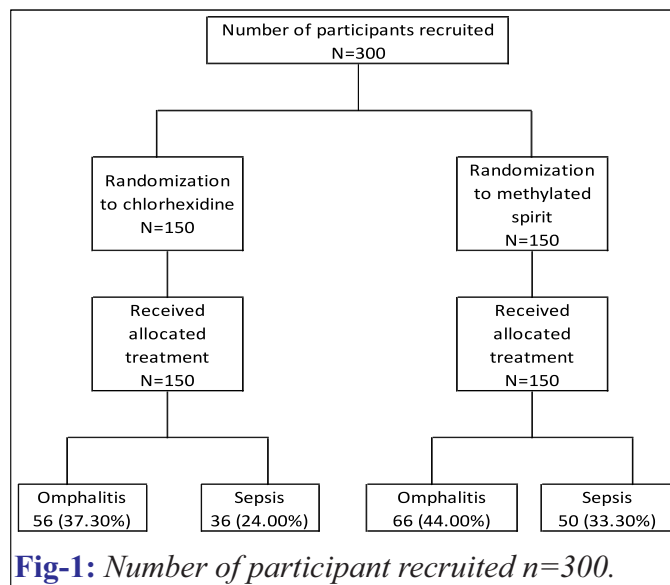 Number of participants recruited
N=300
Randomization
to chlorhexidine
N=150
Randomization
to methylated
spirit
N=150
Received
allocated
treatment
N=150
Received
allocated
treatment
N=150
Omphalitis
56 (37.30%)
Sepsis
36 (24.00%)
Omphalitis
66 (44.00%)
Sepsis
50 (33.30%)
Fig-1: Number of participant recruited n=300.